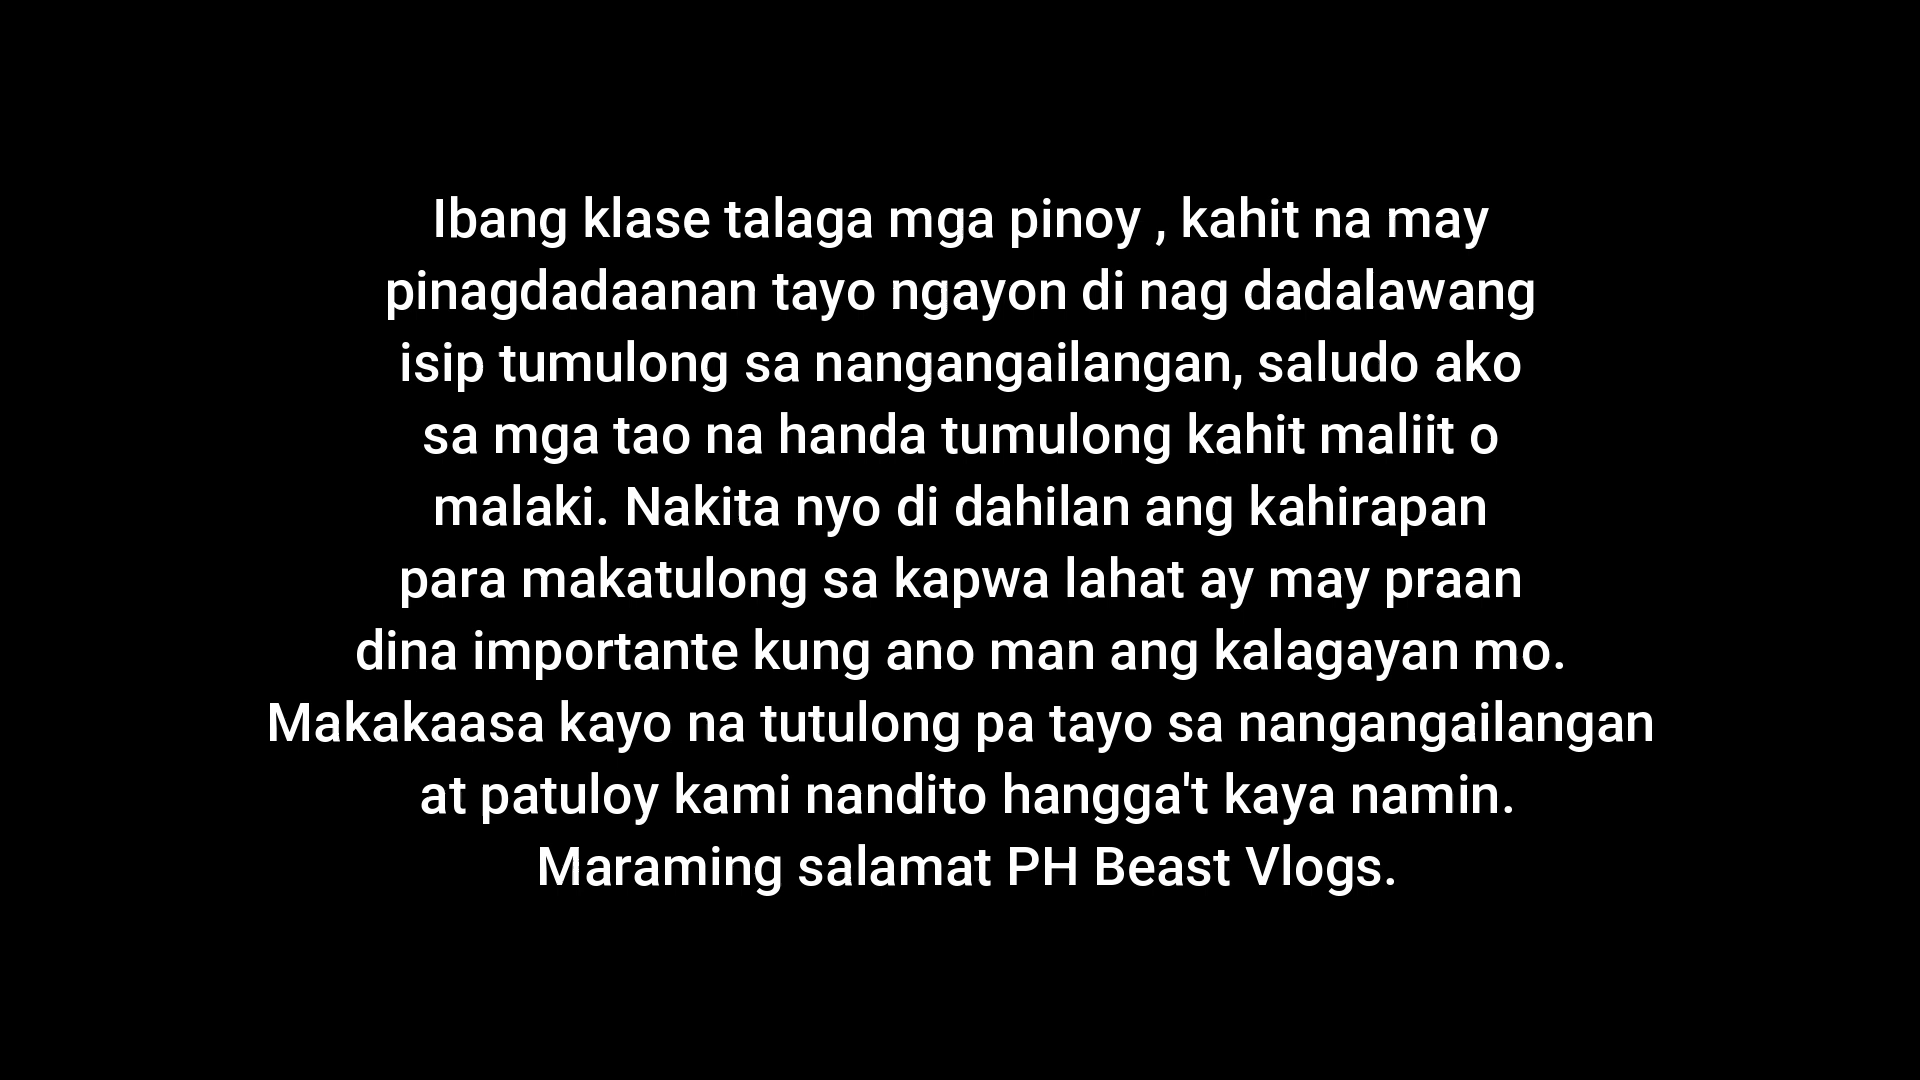 Ibang klase talaga mga pinoy , kahit na may
pinagdadaanan tayo ngayon di nag dadalawang
isip tumulong sa nangangailangan, saludo ako
sa mga tao na handa tumulong kahit maliit o
malaki. Nakita nyo di dahilan ang kahirapan
para makatulong sa kapwa lahat ay may praan
dina importante kung ano man ang kalagayan mo.
Makakaasa kayo na tutulong pa tayo sa nangangailangan
at patuloy kami nandito hangga't kaya namin.
Maraming salamat PH Beast Vlogs.